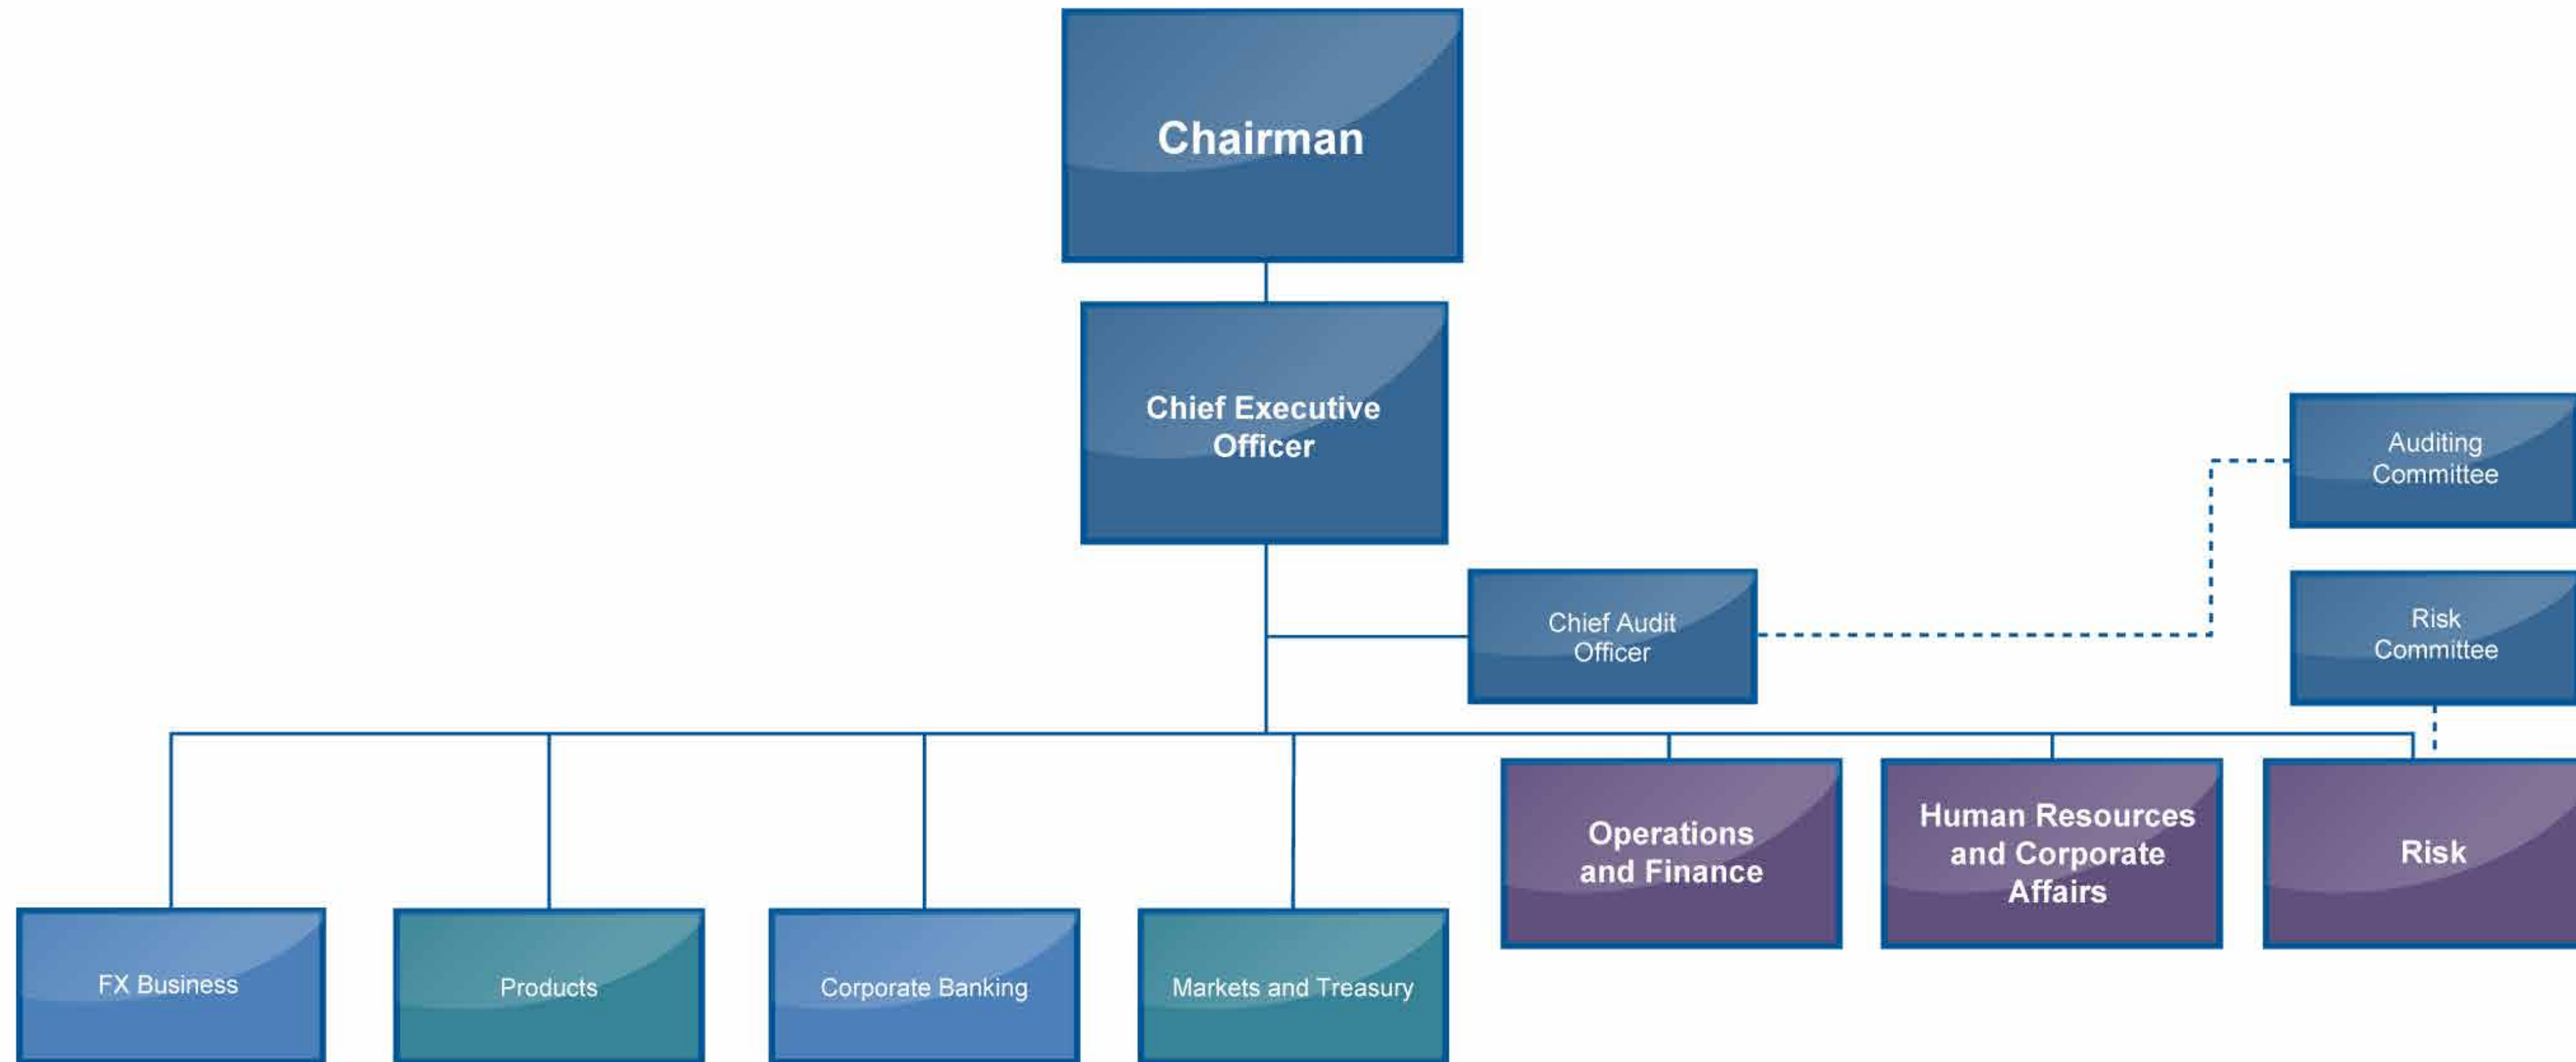 Chairman
Chief Executive
Officer
Auditing
Committee
Chief Audit
Officer
Risk
Committee
Operations
and Finance
Human Resources
and Corporate
Affairs
Risk
FX Business
Products
Corporate Banking
Markets and Treasury